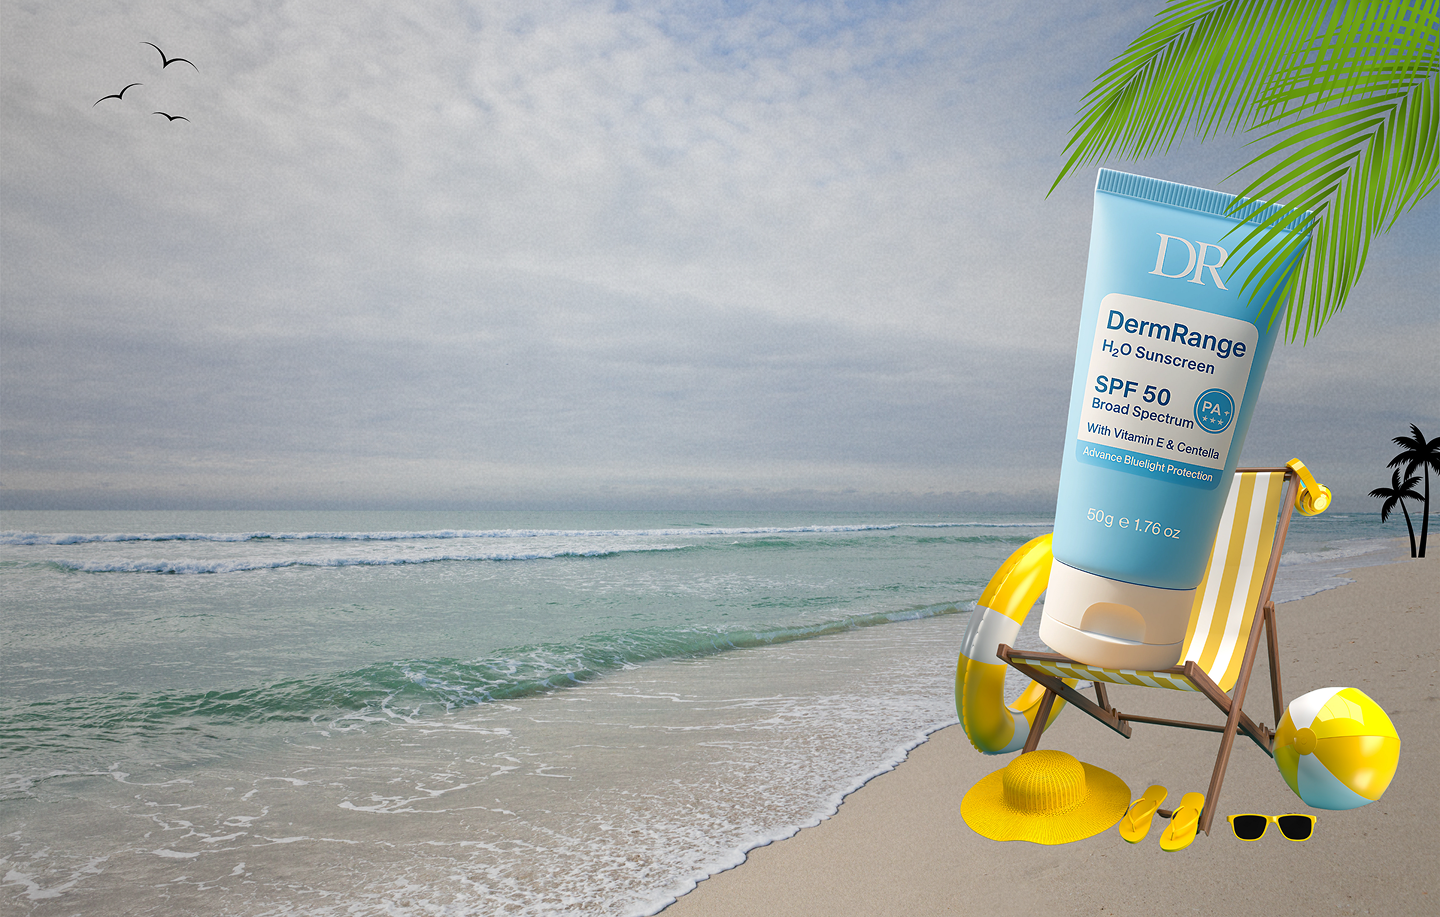 DR
DermRange
H₂O Sunscreen
SPF 50
Broad Spectrum
PA +
★★★
With Vitamin E & Centella
Advance Bluelight Protection
50g e 1.76 oz